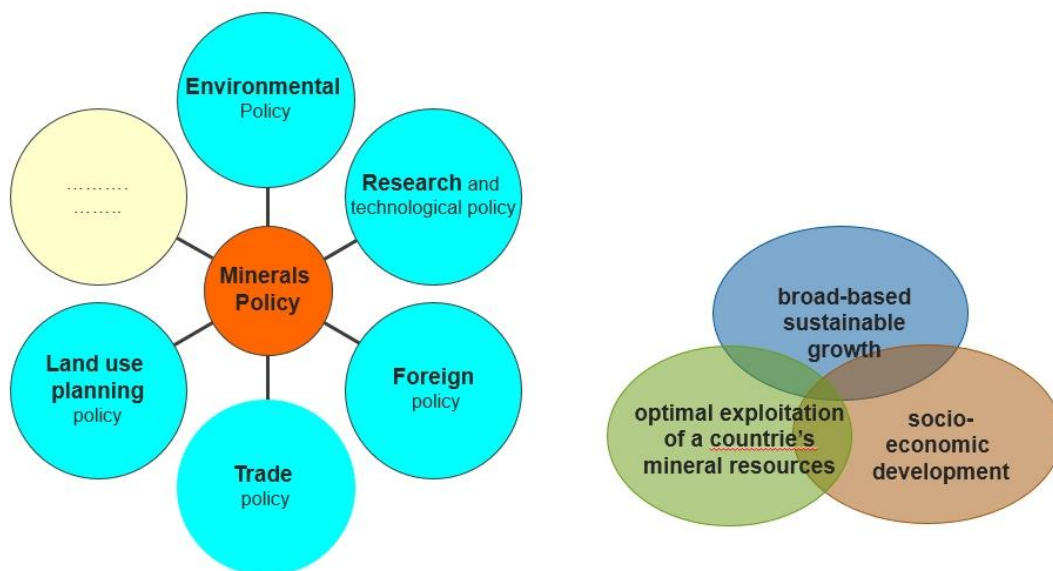 Environmental
Policy
……….
……..
Research and
technological policy
Minerals
Policy
Land use
planning
policy
Foreign
policy
Trade
policy
broad-based
sustainable
growth
optimal exploitation
of a countrie's
mineral resources
socio-
economic
development